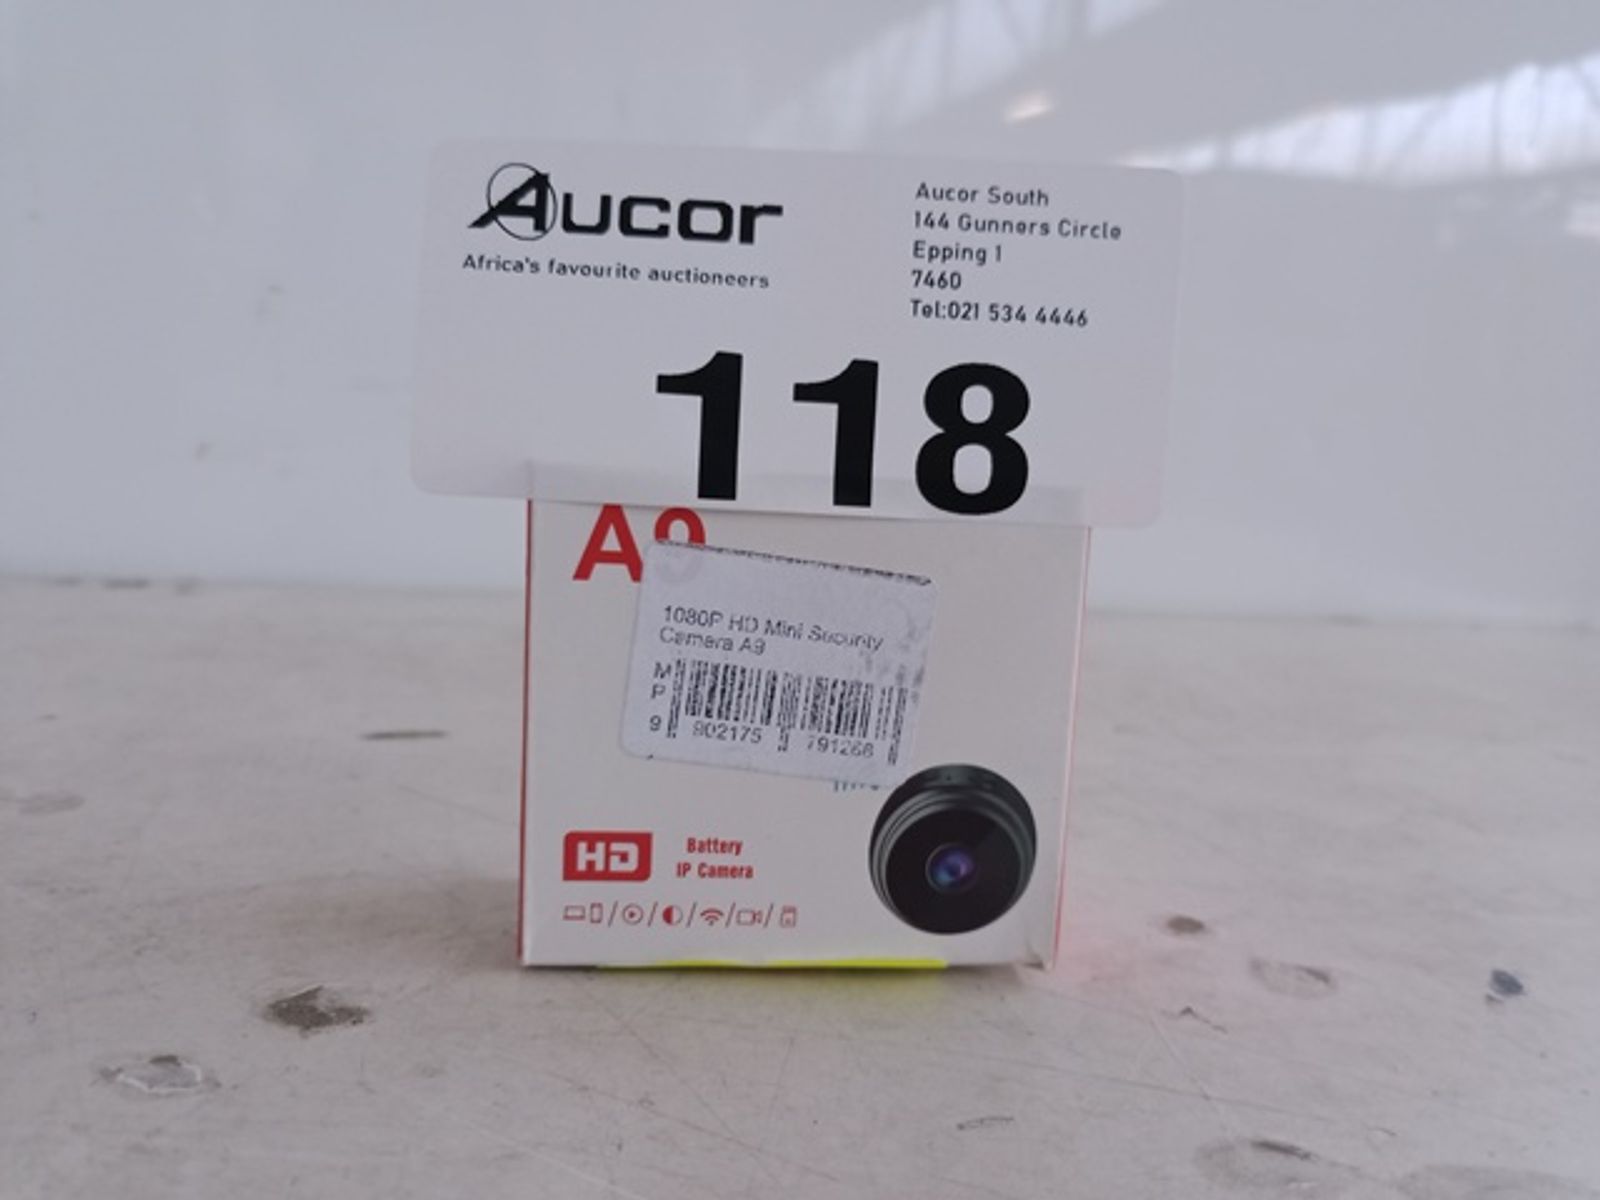 Aucor
Africa's favourite auctioneers
Aucor South
144 Gunners Circle
Epping 1
7460
Tel:021 534 4446
118
A9
1080P HD Mini Security
Camera A9
M
P
9 902175 791268
HD
Battery
IP Camera